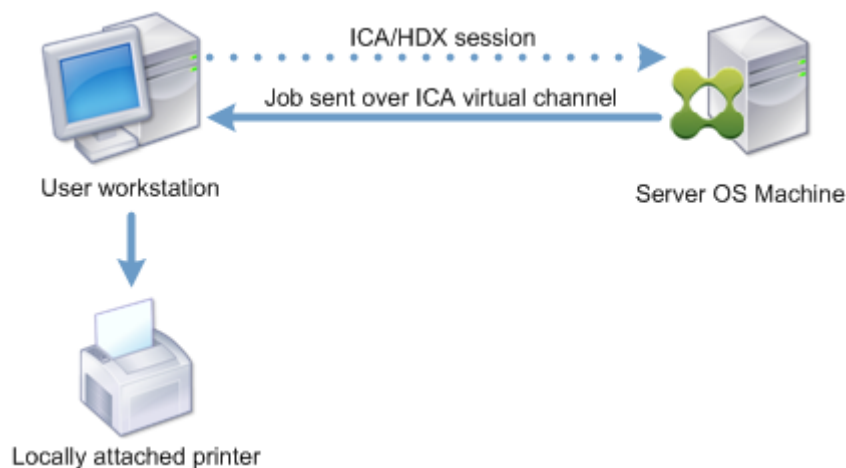 ICA/HDX session
Job sent over ICA virtual channel
User workstation
Server OS Machine
Locally attached printer